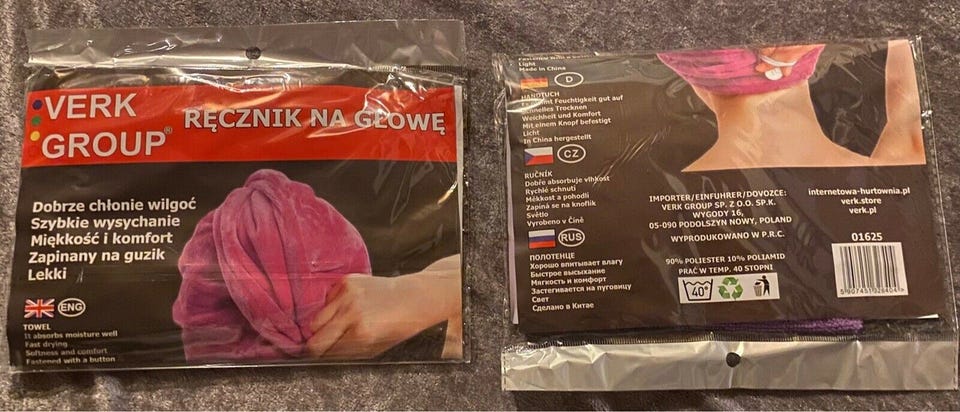 VERK
GROUP®
RĘCZNIK NA GŁOWĘ
Dobrze chłonie wilgoć
Szybkie wysychanie
Miękkość i komfort
Zapinany na guzik
Lekki
ENG
TOWEL
It absorbs moisture well
Fast drying
Softness and comfort
Fastened with a button
Light
Made in China
D
HANDTUCH
Feuchtigkeit gut auf
Trocknen
Weichheit und Komfort
Mit einem Knopf befestigt
Licht
In China hergestellt
CZ
RUČNÍK
Dobře absorbuje vlhkost
Rychlé schnutí
Měkkost a pohodlí
Zapíná se na knoflík
Světlo
Vyrobeno v Číně
RUS
ПОЛОТЕНЦЕ
Хорошо впитывает влагу
Быстрое высыхание
Мягкость и комфорт
Застегивается на пуговицу
Свет
Сделано в Китае
IMPORTER/EINFUHRER/DOVOZCE:
VERK GROUP SP. Z O.O. SP.K.
WYGODY 16,
05-090 PODOLSZYN NOWY, POLAND
WYPRODUKOWANO W P.R.C.
90% POLIESTER 10% POLIAMID
PRAĆ W TEMP. 40 STOPNI
40°
internetowa-hurtownia.pl
verk.store
verk.pl
01625